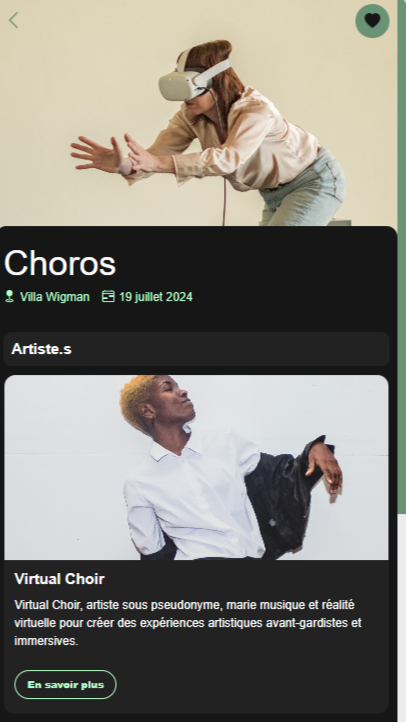 Choros
Villa Wigman 19 juillet 2024
Artiste.s
Virtual Choir
Virtual Choir, artiste sous pseudonyme, marie musique et réalité
virtuelle pour créer des expériences artistiques avant-gardistes et
immersives.
En savoir plus